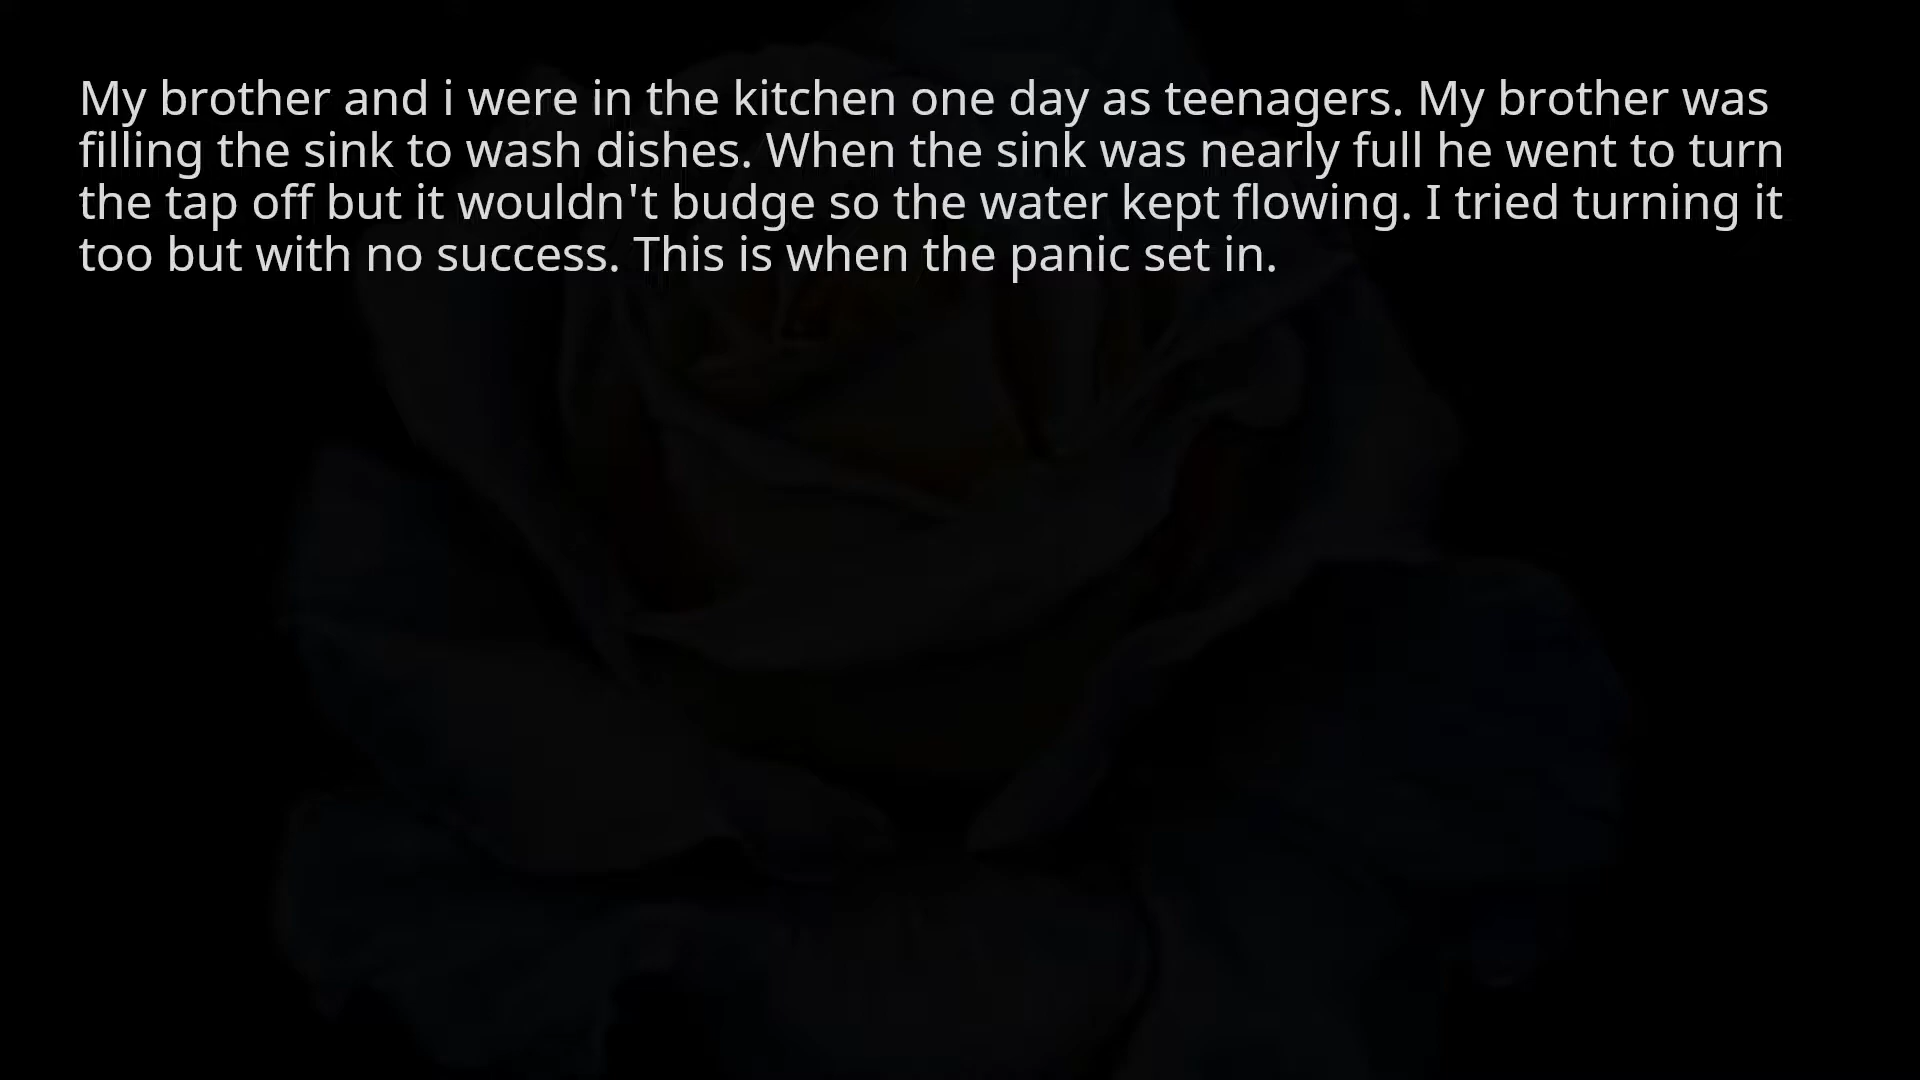 My brother and i were in the kitchen one day as teenagers. My brother was
filling the sink to wash dishes. When the sink was nearly full he went to turn
the tap off but it wouldn't budge so the water kept flowing. I tried turning it
too but with no success. This is when the panic set in.